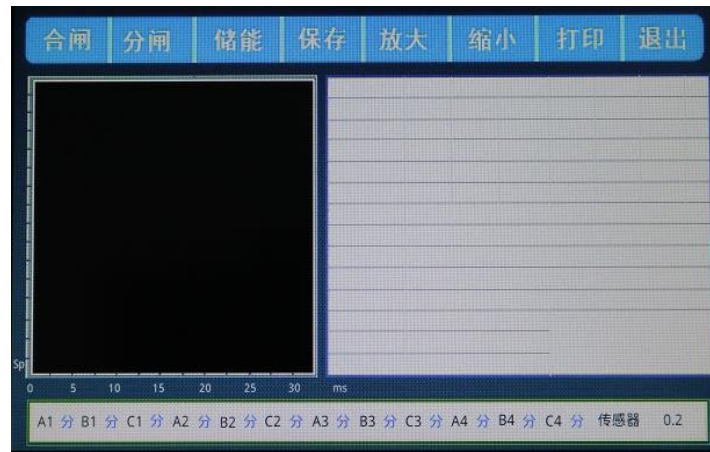 合闸 分闸 储能 保存 放大 缩小 打印 退出
Sp
0 5 10 15 20 25 30 ms
A1 分 B1 分 C1 分 A2 分 B2 分 C2 分 A3 分 B3 分 C3 分 A4 分 B4 分 C4 分 传感器 0.2